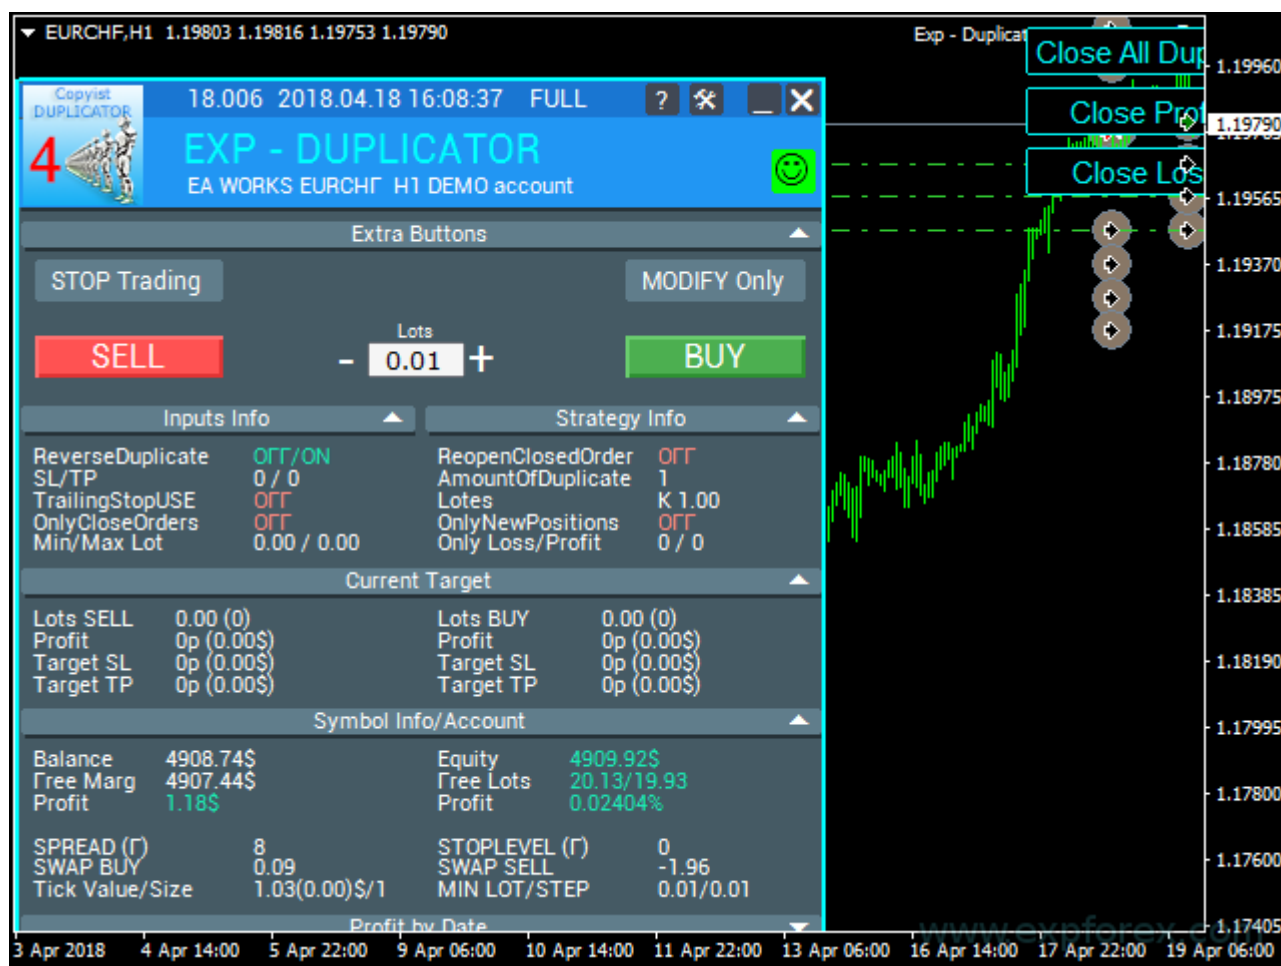 EURCHF,H1 1.19803 1.19816 1.19753 1.19790
Exp - Duplicat
Close All Dup
Close Prof
Close Los
Copyist
DUPLICATOR
4
18.006 2018.04.18 16:08:37 FULL
?
EXP - DUPLICATOR
EA WORKS EURCHГ H1 DEMO account
Extra Buttons
STOP Trading
MODIFY Only
SELL
Lots
- 0.01 +
BUY
Inputs Info
ReverseDuplicate OГГ/ON
SL/TP 0 / 0
TrailingStopUSE OГГ
OnlyCloseOrders OГГ
Min/Max Lot 0.00 / 0.00
Strategy Info
ReopenClosedOrder OГГ
AmountOfDuplicate 1
Lotes K 1.00
OnlyNewPositions OГГ
Only Loss/Profit 0 / 0
Current Target
Lots SELL 0.00 (0)
Profit 0p (0.00$)
Target SL 0p (0.00$)
Target TP 0p (0.00$)
Lots BUY 0.00 (0)
Profit 0p (0.00$)
Target SL 0p (0.00$)
Target TP 0p (0.00$)
Symbol Info/Account
Balance 4908.74$
Гree Marg 4907.44$
Profit 1.18$
Equity 4909.92$
Гree Lots 20.13/19.93
Profit 0.02404%
SPREAD (Г) 8
SWAP BUY 0.09
Tick Value/Size 1.03(0.00)$/1
STOPLEVEL (Г) 0
SWAP SELL -1.96
MIN LOT/STEP 0.01/0.01
Profit by Date
1.19960
1.19790
1.19565
1.19370
1.19175
1.18975
1.18780
1.18585
1.18385
1.18190
1.17995
1.17800
1.17600
1.17405
www.expforex.com
3 Apr 2018
4 Apr 14:00
5 Apr 22:00
9 Apr 06:00
10 Apr 14:00
11 Apr 22:00
13 Apr 06:00
16 Apr 14:00
17 Apr 22:00
19 Apr 06:00